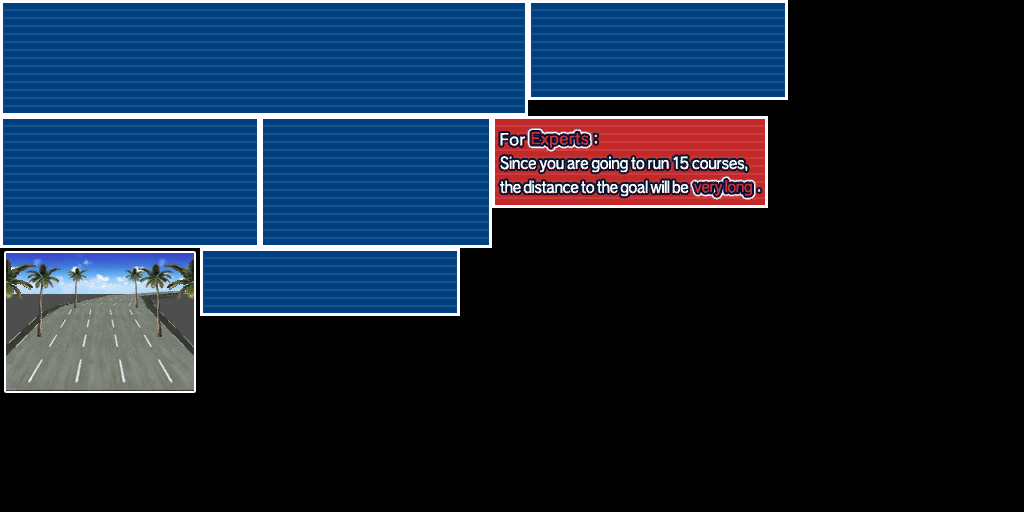 For Experts :
Since you are going to run 15 courses,
the distance to the goal will be very long .